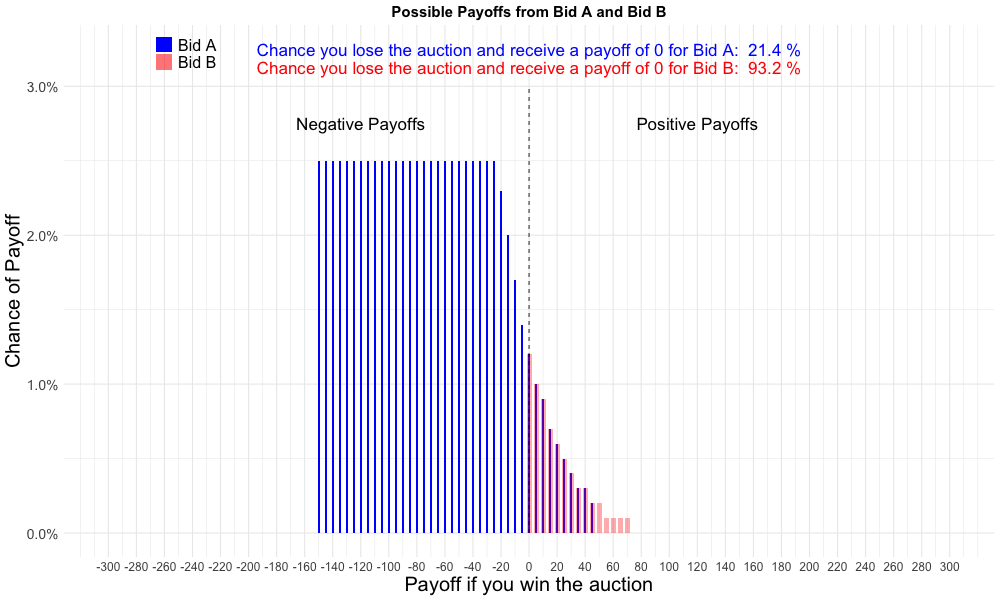 Possible Payoffs from Bid A and Bid B
Bid A
Bid B
Chance you lose the auction and receive a payoff of 0 for Bid A: 21.4 %
Chance you lose the auction and receive a payoff of 0 for Bid B: 93.2 %
Negative Payoffs
Positive Payoffs
Chance of Payoff
3.0%
2.0%
1.0%
0.0%
-300 -280 -260 -240 -220 -200 -180 -160 -140 -120 -100 -80 -60 -40 -20 0 20 40 60 80 100 120 140 160 180 200 220 240 260 280 300
Payoff if you win the auction